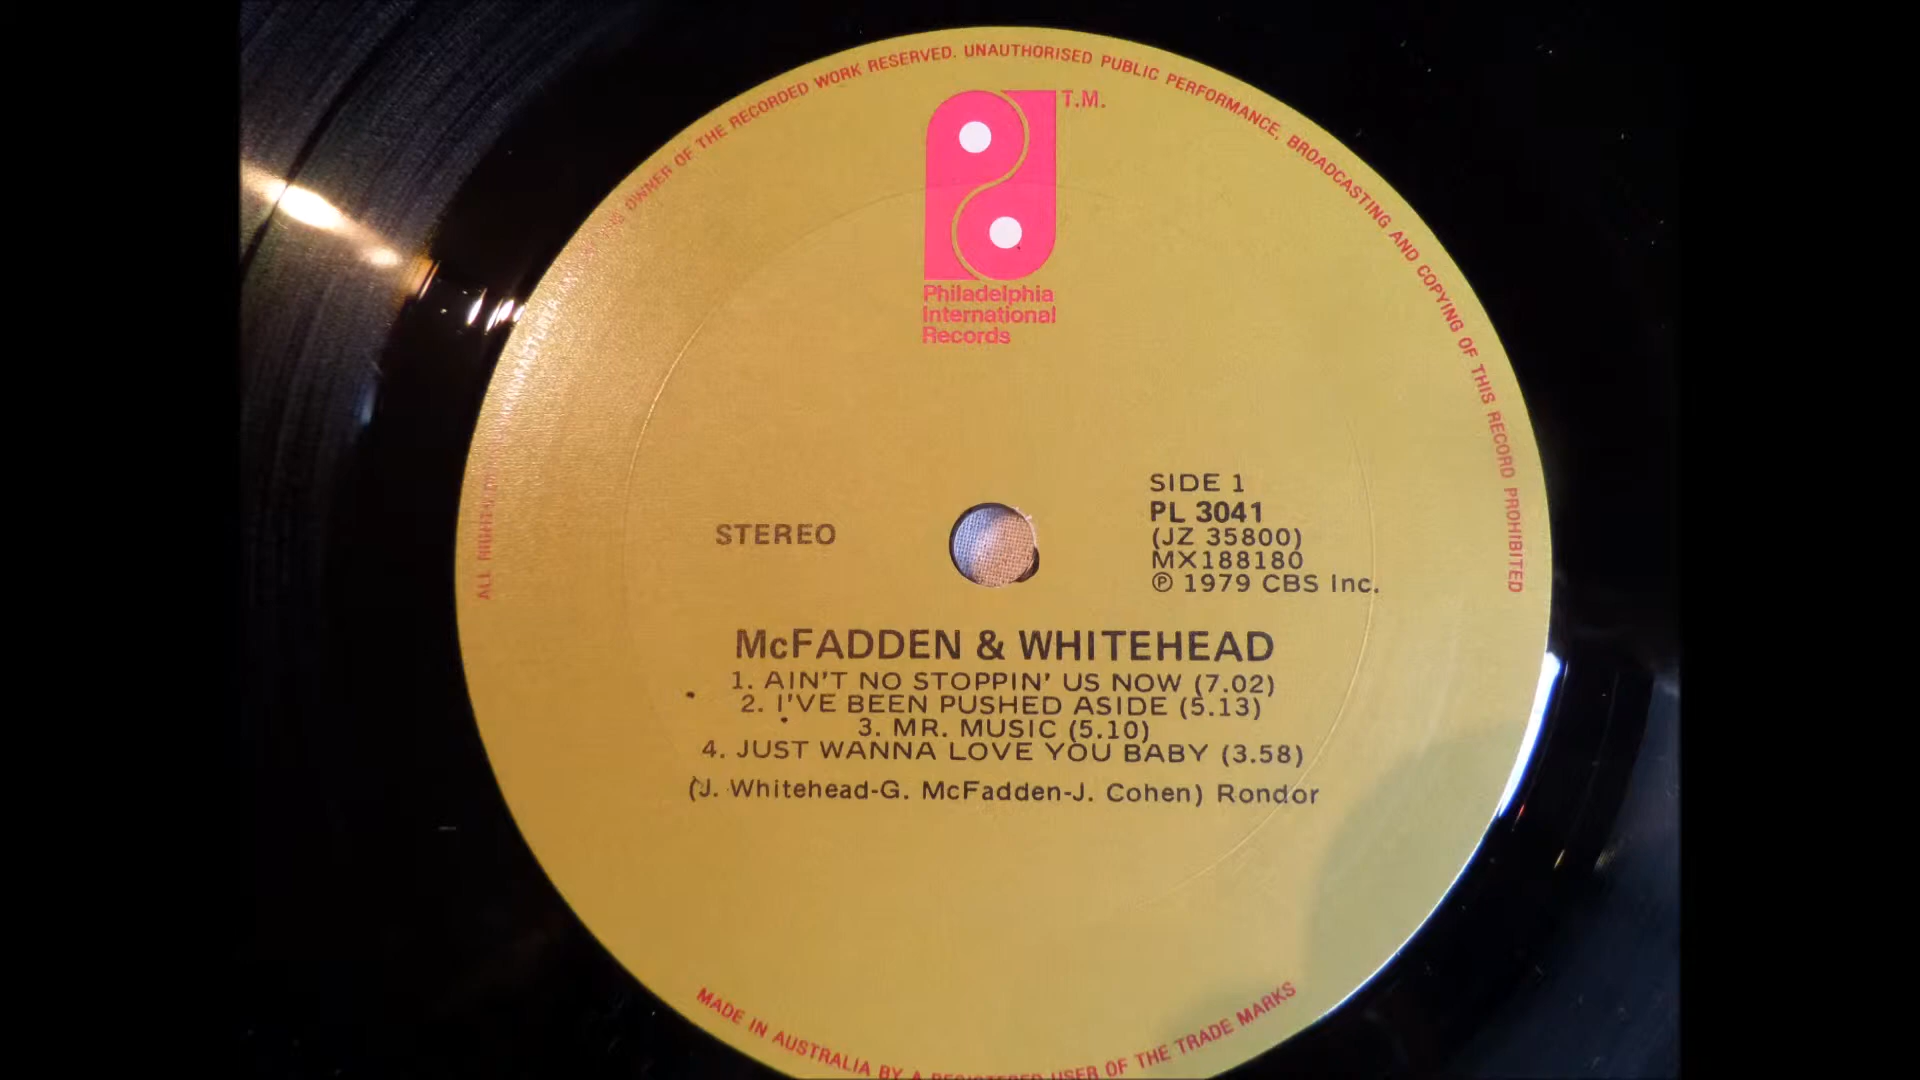 ALL RIGHTS OWNER OF THE RECORDED WORK RESERVED. UNAUTHORISED PUBLIC PERFORMANCE, BROADCASTING AND COPYING OF THIS RECORD PROHIBITED
T.M.
Philadelphia
International
Records
STEREO
SIDE 1
PL 3041
(JZ 35800)
MX188180
℗ 1979 CBS Inc.
McFADDEN & WHITEHEAD
1. AIN'T NO STOPPIN' US NOW (7.02)
2. I'VE BEEN PUSHED ASIDE (5.13)
3. MR. MUSIC (5.10)
4. JUST WANNA LOVE YOU BABY (3.58)
(J. Whitehead-G. McFadden-J. Cohen) Rondor
MADE IN AUSTRALIA BY A REGISTERED USER OF THE TRADE MARKS